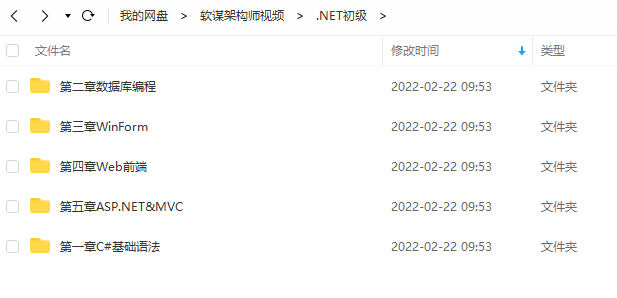 我的网盘 > 软谋架构师视频 > .NET初级 >
文件名 修改时间 类型
第二章数据库编程 2022-02-22 09:53 文件夹
第三章WinForm 2022-02-22 09:53 文件夹
第四章Web前端 2022-02-22 09:53 文件夹
第五章ASP.NET&MVC 2022-02-22 09:53 文件夹
第一章C#基础语法 2022-02-22 09:53 文件夹